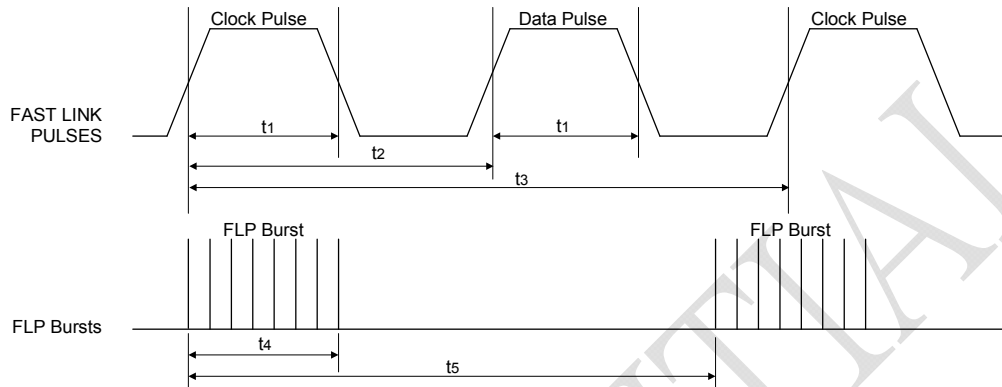 Clock Pulse Data Pulse Clock Pulse
FAST LINK
PULSES
t1 t1
t2
t3
FLP Burst FLP Burst
FLP Bursts
t4
t5